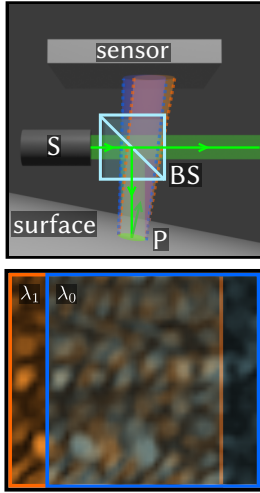 sensor
S
BS
surface
P
λ₁ λ₀